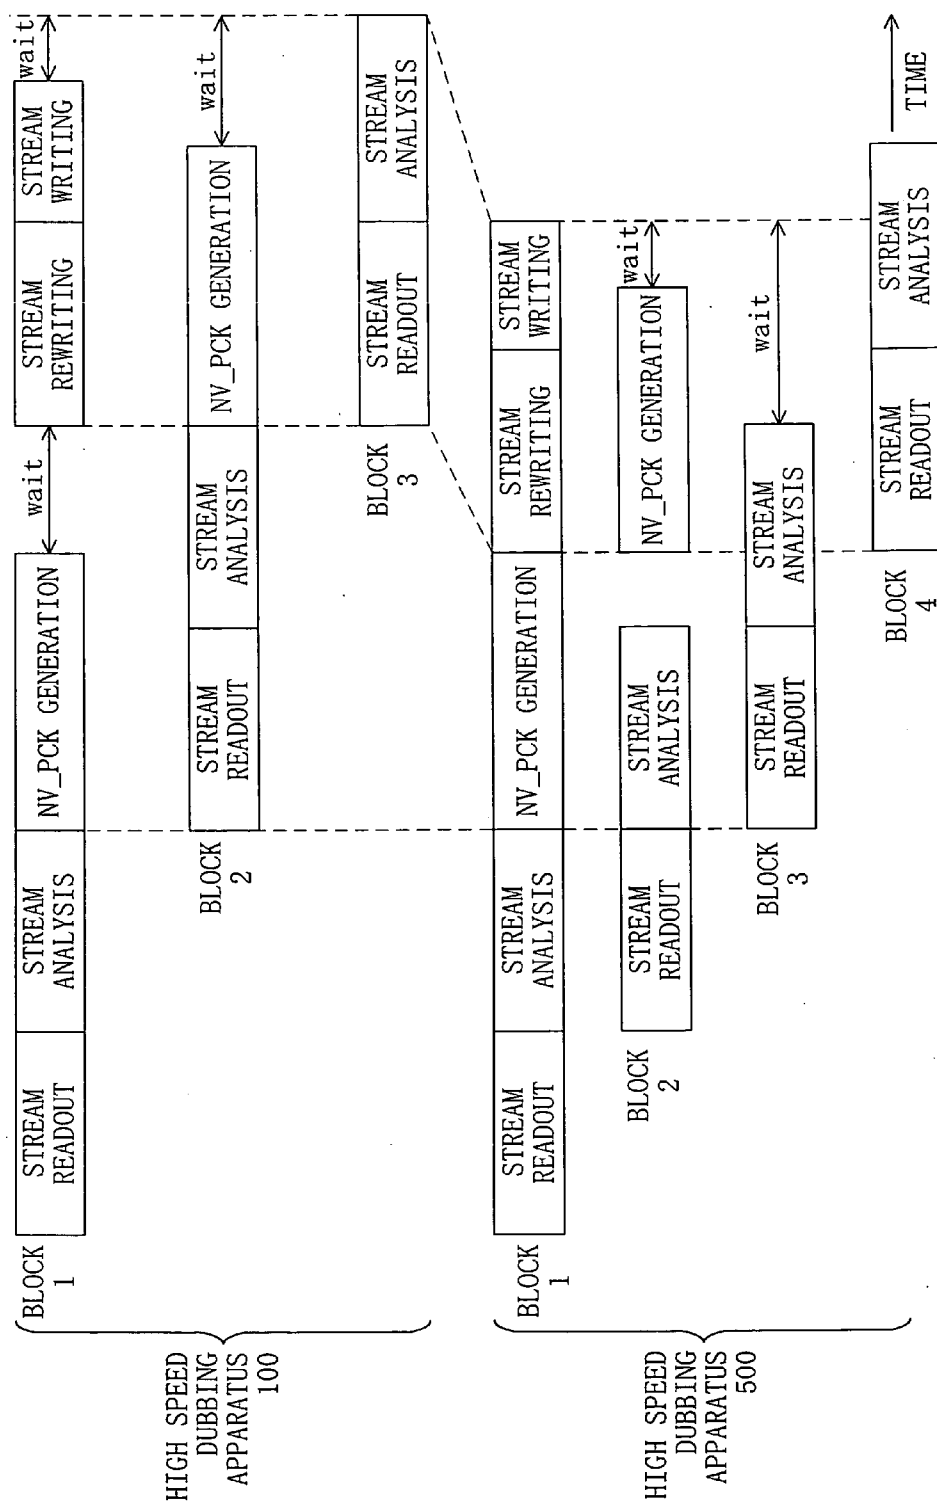 HIGH SPEED
DUBBING
APPARATUS
100
BLOCK
1
STREAM
READOUT
STREAM
ANALYSIS
NV_PCK GENERATION
wait
STREAM
REWRITING
STREAM
WRITING
wait
BLOCK
2
STREAM
READOUT
STREAM
ANALYSIS
NV_PCK GENERATION
wait
BLOCK
3
STREAM
READOUT
STREAM
ANALYSIS
HIGH SPEED
DUBBING
APPARATUS
500
BLOCK
1
STREAM
READOUT
STREAM
ANALYSIS
NV_PCK GENERATION
STREAM
REWRITING
STREAM
WRITING
BLOCK
2
STREAM
READOUT
STREAM
ANALYSIS
NV_PCK GENERATION
wait
BLOCK
3
STREAM
READOUT
STREAM
ANALYSIS
wait
BLOCK
4
STREAM
READOUT
STREAM
ANALYSIS
TIME